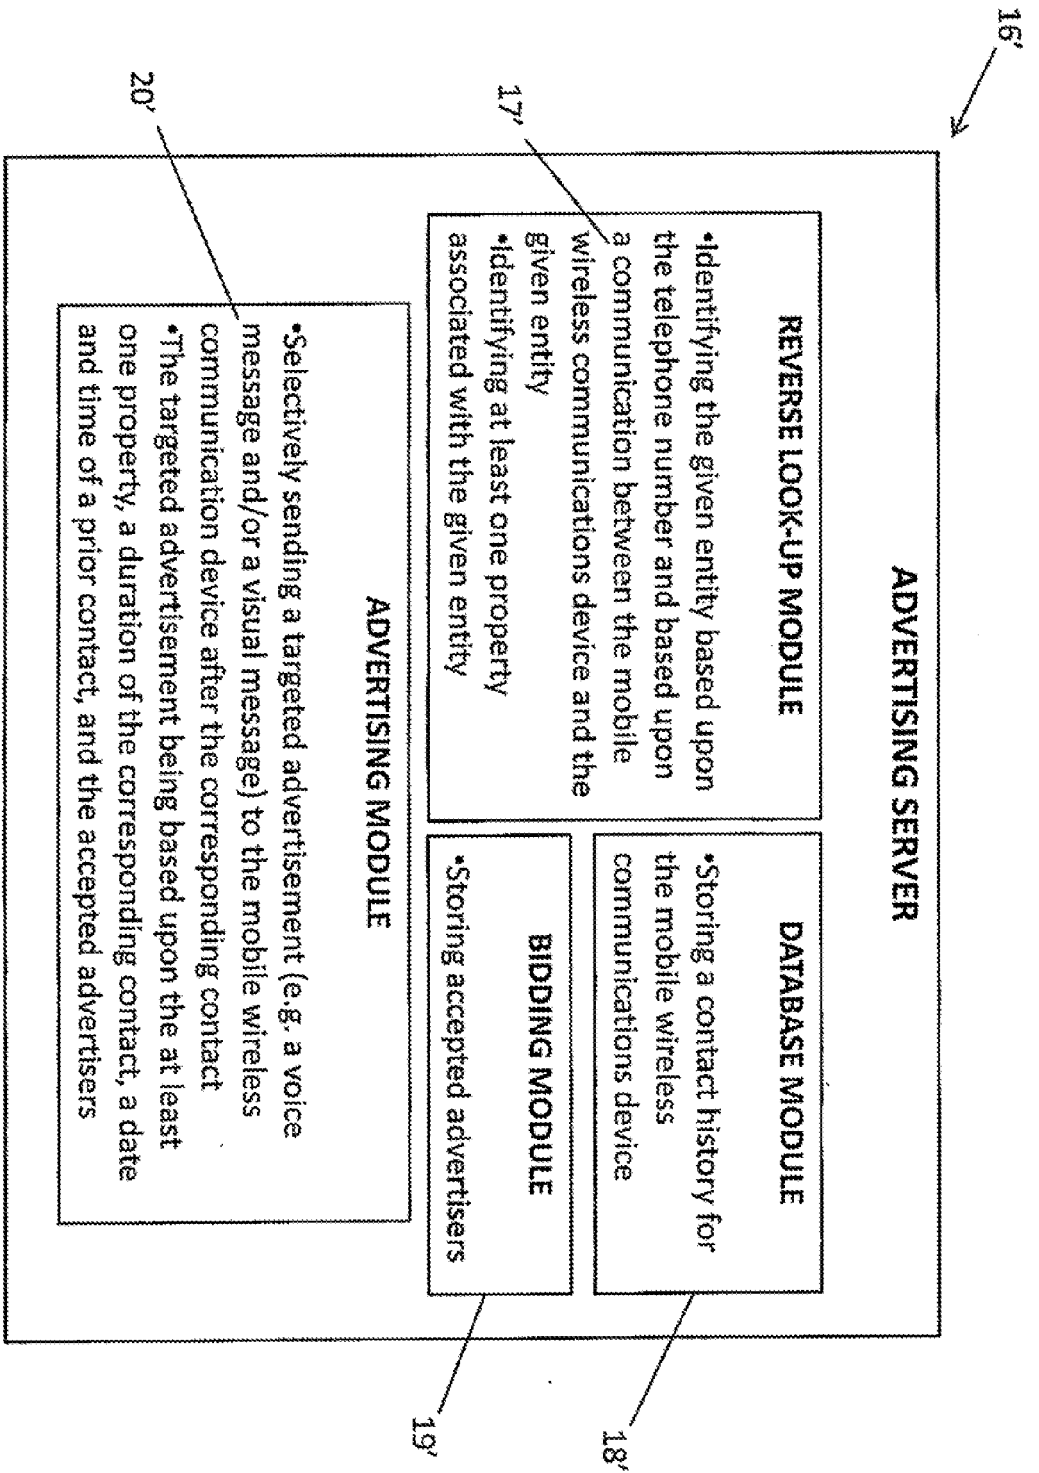 16'
ADVERTISING SERVER
17'
REVERSE LOOK-UP MODULE
•Identifying the given entity based upon
the telephone number and based upon
a communication between the mobile
wireless communications device and the
given entity
•Identifying at least one property
associated with the given entity
DATABASE MODULE
•Storing a contact history for
the mobile wireless
communications device
18'
BIDDING MODULE
•Storing accepted advertisers
19'
20'
ADVERTISING MODULE
•Selectively sending a targeted advertisement (e.g. a voice
message and/or a visual message) to the mobile wireless
communication device after the corresponding contact
•The targeted advertisement being based upon the at least
one property, a duration of the corresponding contact, a date
and time of a prior contact, and the accepted advertisers